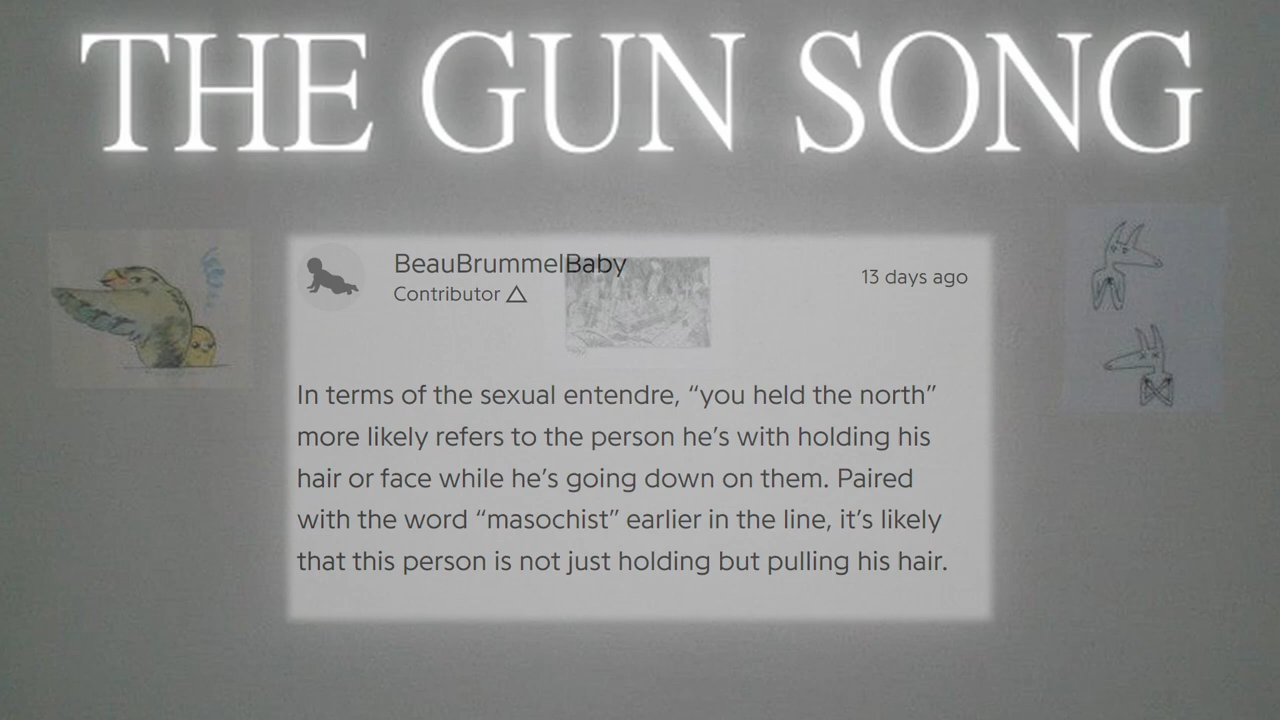 THE GUN SONG
BeauBrummelBaby
13 days ago
Contributor
In terms of the sexual entendre, “you held the north”
more likely refers to the person he’s with holding his
hair or face while he’s going down on them. Paired
with the word “masochist” earlier in the line, it’s likely
that this person is not just holding but pulling his hair.